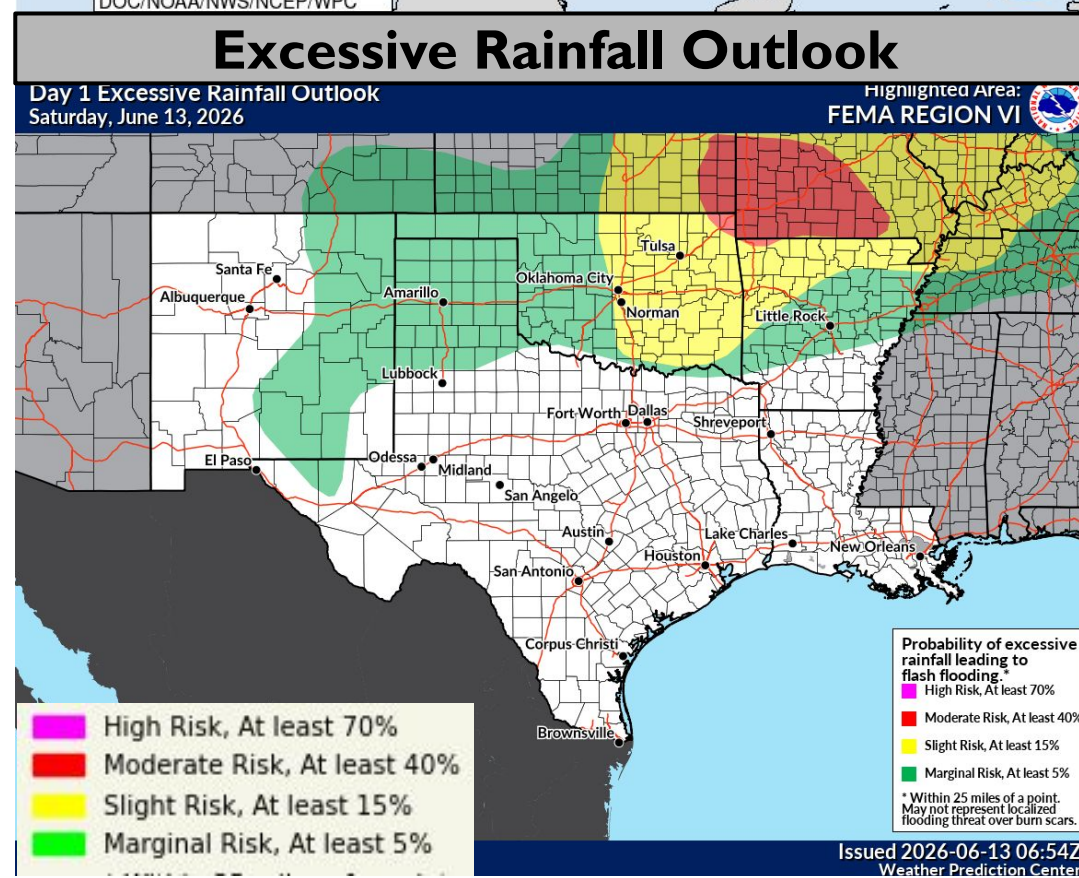 DOC/NOAA/NWS/NCEP/WPC
Excessive Rainfall Outlook
Day 1 Excessive Rainfall Outlook
Saturday, June 13, 2026
Highlighted Area:
FEMA REGION VI
Santa Fe
Albuquerque
Amarillo
Lubbock
Tulsa
Oklahoma City
Norman
Little Rock
Fort Worth
Dallas
Shreveport
El Paso
Odessa
Midland
San Angelo
Austin
Houston
Lake Charles
New Orleans
San Antonio
Corpus Christi
Brownsville
Probability of excessive
rainfall leading to
flash flooding.*
High Risk, At least 70%
Moderate Risk, At least 40%
Slight Risk, At least 15%
Marginal Risk, At least 5%
* Within 25 miles of a point.
May not represent localized
flooding threat over burn scars.
High Risk, At least 70%
Moderate Risk, At least 40%
Slight Risk, At least 15%
Marginal Risk, At least 5%
Issued 2026-06-13 06:54Z
Weather Prediction Center